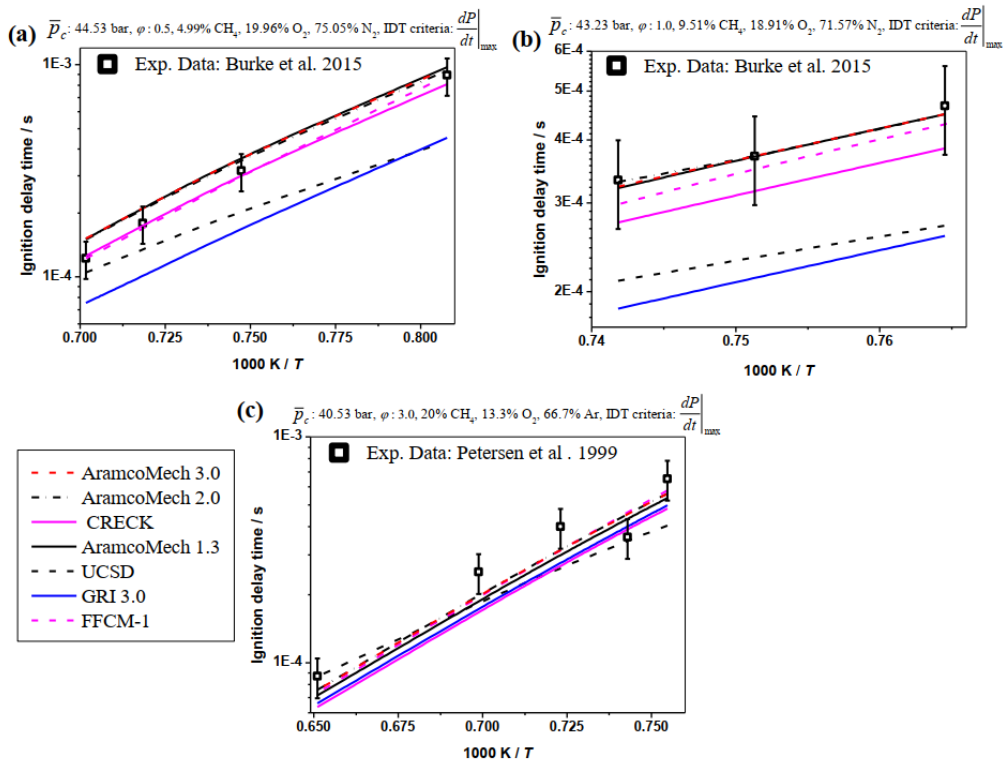 (a) p̅c: 44.53 bar, φ: 0.5, 4.99% CH4, 19.96% O2, 75.05% N2, IDT criteria: dP/dt|max
1E-3
Exp. Data: Burke et al. 2015
Ignition delay time / s
1E-4
0.700 0.725 0.750 0.775 0.800
1000 K / T
(b) p̅c: 43.23 bar, φ: 1.0, 9.51% CH4, 18.91% O2, 71.57% N2, IDT criteria: dP/dt|max
6E-4
Exp. Data: Burke et al. 2015
5E-4
4E-4
3E-4
2E-4
Ignition delay time / s
0.74 0.75 0.76
1000 K / T
(c) p̅c: 40.53 bar, φ: 3.0, 20% CH4, 13.3% O2, 66.7% Ar, IDT criteria: dP/dt|max
1E-3
Exp. Data: Petersen et al . 1999
Ignition delay time / s
1E-4
0.650 0.675 0.700 0.725 0.750
1000 K / T
AramcoMech 3.0
AramcoMech 2.0
CRECK
AramcoMech 1.3
UCSD
GRI 3.0
FFCM-1